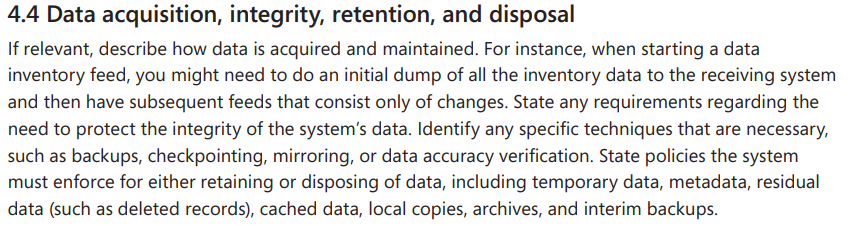 4.4 Data acquisition, integrity, retention, and disposal
If relevant, describe how data is acquired and maintained. For instance, when starting a data
inventory feed, you might need to do an initial dump of all the inventory data to the receiving system
and then have subsequent feeds that consist only of changes. State any requirements regarding the
need to protect the integrity of the system’s data. Identify any specific techniques that are necessary,
such as backups, checkpointing, mirroring, or data accuracy verification. State policies the system
must enforce for either retaining or disposing of data, including temporary data, metadata, residual
data (such as deleted records), cached data, local copies, archives, and interim backups.